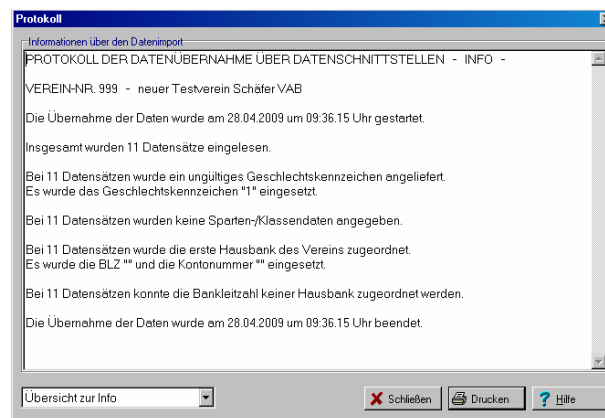 Protokoll
Informationen über den Datenimport
PROTOKOLL DER DATENÜBERNAHME ÜBER DATENSCHNITTSTELLEN - INFO -
VEREIN-NR. 999 - neuer Testverein Schäfer VAB
Die Übernahme der Daten wurde am 28.04.2009 um 09:36.15 Uhr gestartet.
Insgesamt wurden 11 Datensätze eingelesen.
Bei 11 Datensätzen wurde ein ungültiges Geschlechtskennzeichen angeliefert.
Es wurde das Geschlechtskennzeichen "1" eingesetzt.
Bei 11 Datensätzen wurden keine Sparten-/Klassendaten angegeben.
Bei 11 Datensätzen wurde die erste Hausbank des Vereins zugeordnet.
Es wurde die BLZ "" und die Kontonummer "" eingesetzt.
Bei 11 Datensätzen konnte die Bankleitzahl keiner Hausbank zugeordnet werden.
Die Übernahme der Daten wurde am 28.04.2009 um 09:36.15 Uhr beendet.
Übersicht zur Info
Schließen
Drucken
Hilfe